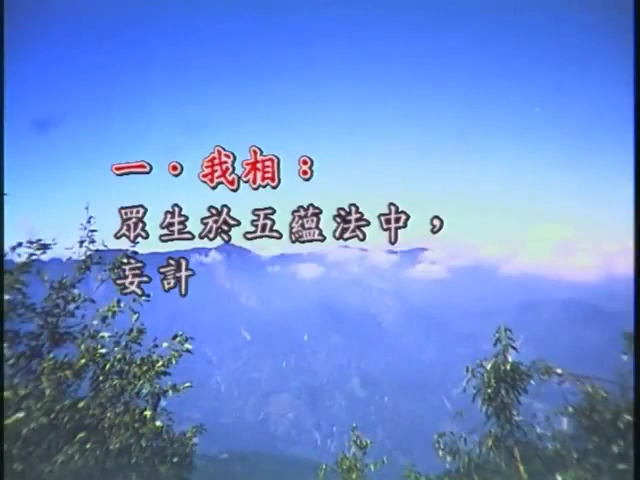 一・我相：
眾生於五蘊法中，
妄計